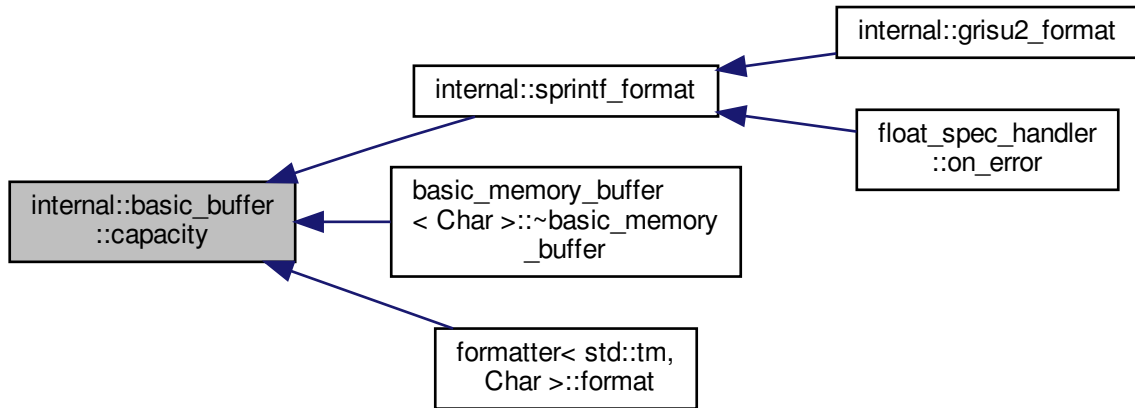 internal::grisu2_format
internal::sprintf_format
float_spec_handler
::on_error
internal::basic_buffer
::capacity
basic_memory_buffer
< Char >::~basic_memory
_buffer
formatter< std::tm,
Char >::format